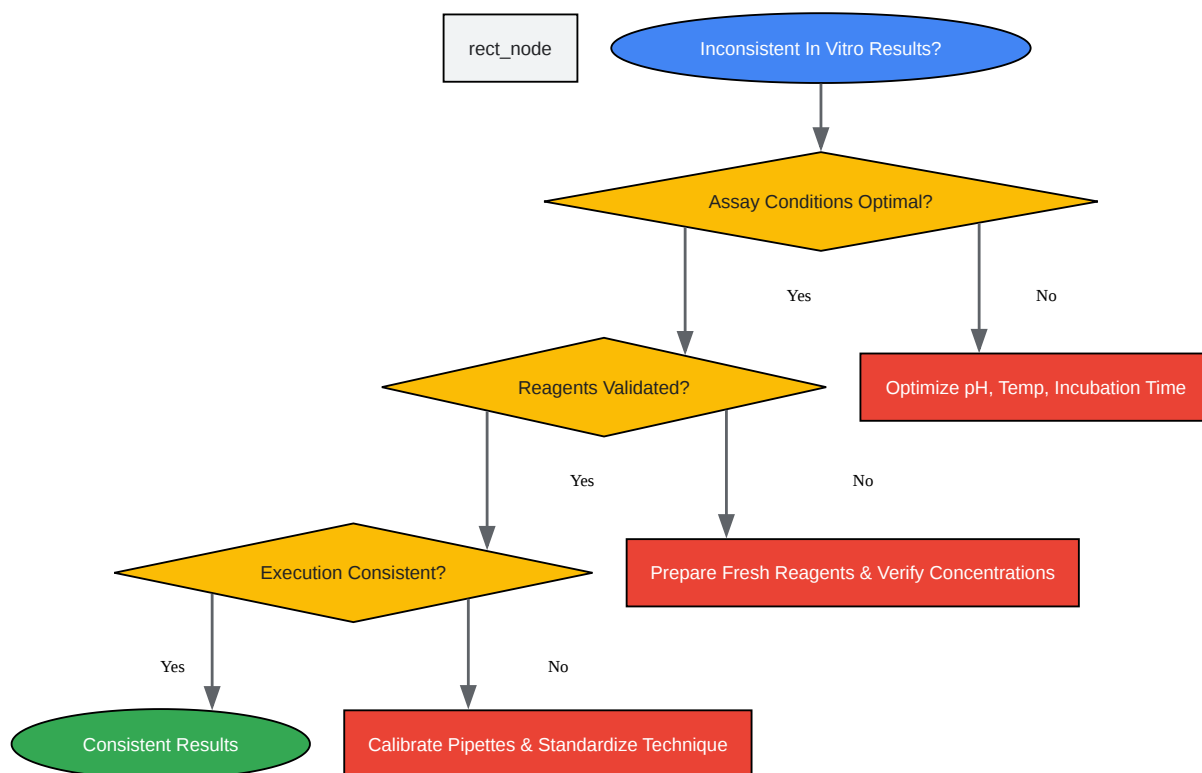 rect_node
Inconsistent In Vitro Results?
Assay Conditions Optimal?
Yes
No
Reagents Validated?
Optimize pH, Temp, Incubation Time
Yes
No
Execution Consistent?
Prepare Fresh Reagents & Verify Concentrations
Yes
No
Consistent Results
Calibrate Pipettes & Standardize Technique